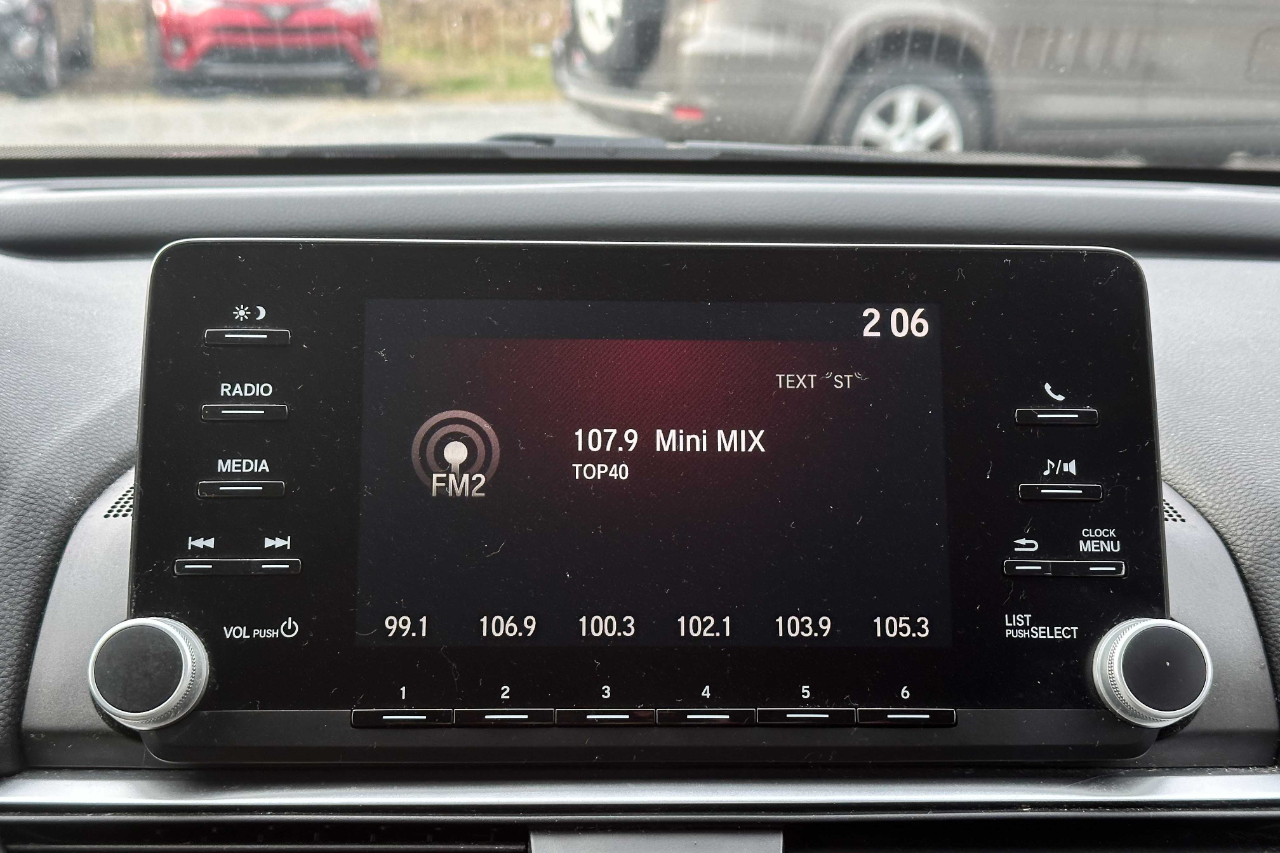 2 06
RADIO
TEXT "ST"
107.9 Mini MIX
TOP40
MEDIA
FM2
CLOCK
MENU
VOL PUSH
LIST
PUSH SELECT
99.1 106.9 100.3 102.1 103.9 105.3
1 2 3 4 5 6